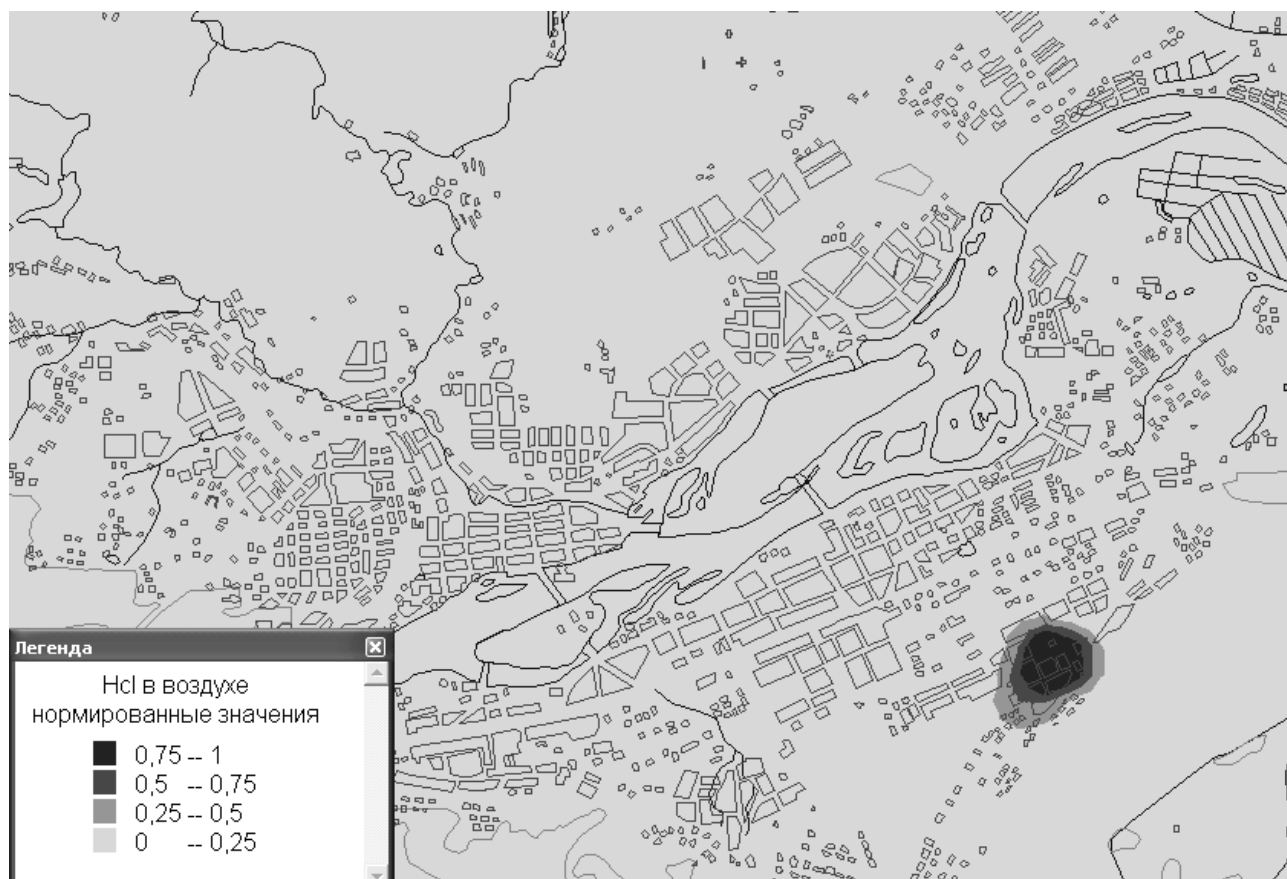 Легенда
Hcl в воздухе
нормированные значения
0,75 -- 1
0,5 -- 0,75
0,25 -- 0,5
0 -- 0,25